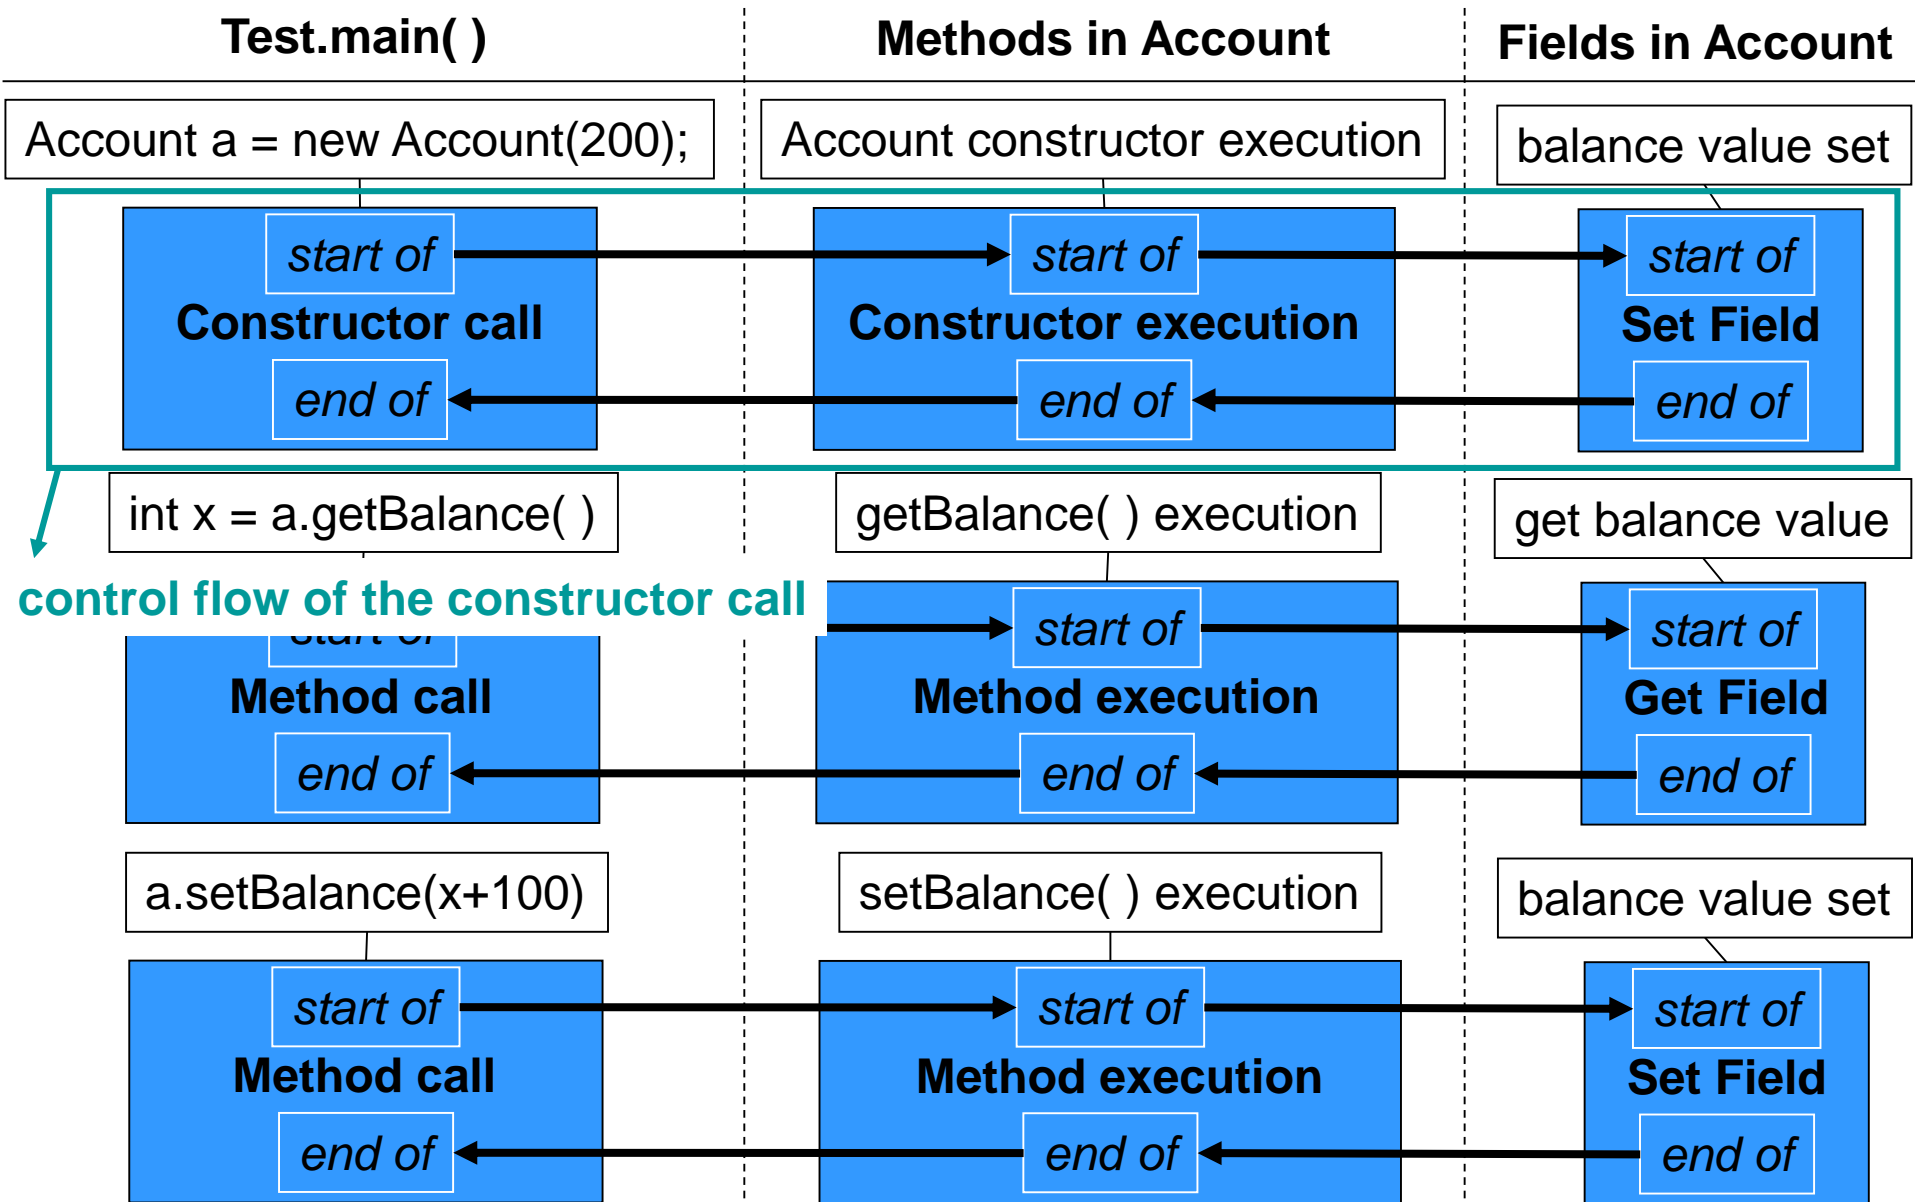 Test.main( )
Methods in Account
Fields in Account
Account a = new Account(200);
Account constructor execution
balance value set
start of
start of
start of
Constructor call
Constructor execution
Set Field
end of
end of
end of
int x = a.getBalance( )
getBalance( ) execution
get balance value
control flow of the constructor call
start of
start of
start of
Method call
Method execution
Get Field
end of
end of
end of
a.setBalance(x+100)
setBalance( ) execution
balance value set
start of
start of
start of
Method call
Method execution
Set Field
end of
end of
end of